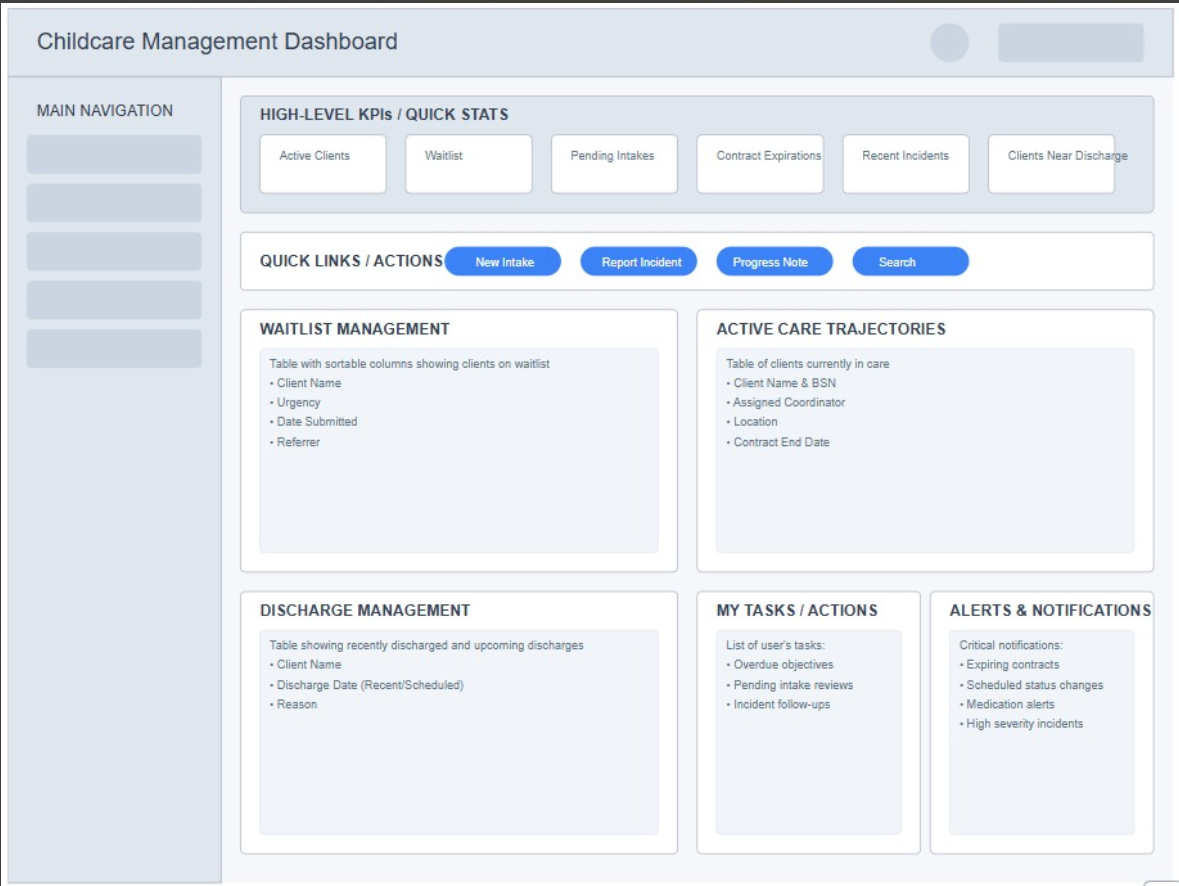 Childcare Management Dashboard
MAIN NAVIGATION
HIGH-LEVEL KPIs / QUICK STATS
Active Clients
Waitlist
Pending Intakes
Contract Expirations
Recent Incidents
Clients Near Discharge
QUICK LINKS / ACTIONS
New Intake
Report Incident
Progress Note
Search
WAITLIST MANAGEMENT
Table with sortable columns showing clients on waitlist
• Client Name
• Urgency
• Date Submitted
• Referrer
ACTIVE CARE TRAJECTORIES
Table of clients currently in care
• Client Name & BSN
• Assigned Coordinator
• Location
• Contract End Date
DISCHARGE MANAGEMENT
Table showing recently discharged and upcoming discharges
• Client Name
• Discharge Date (Recent/Scheduled)
• Reason
MY TASKS / ACTIONS
List of user's tasks:
• Overdue objectives
• Pending intake reviews
• Incident follow-ups
ALERTS & NOTIFICATIONS
Critical notifications:
• Expiring contracts
• Scheduled status changes
• Medication alerts
• High severity incidents